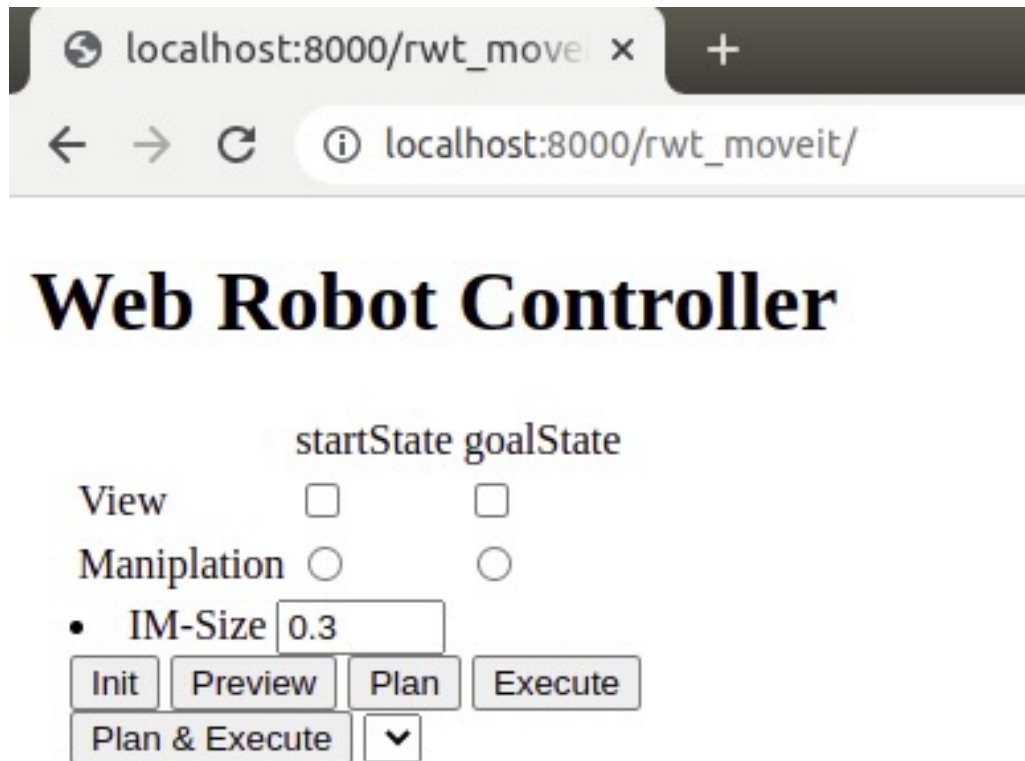 localhost:8000/rwt_move
localhost:8000/rwt_moveit/
Web Robot Controller
startState goalState
View
Maniplation
IM-Size 0.3
Init Preview Plan Execute
Plan & Execute